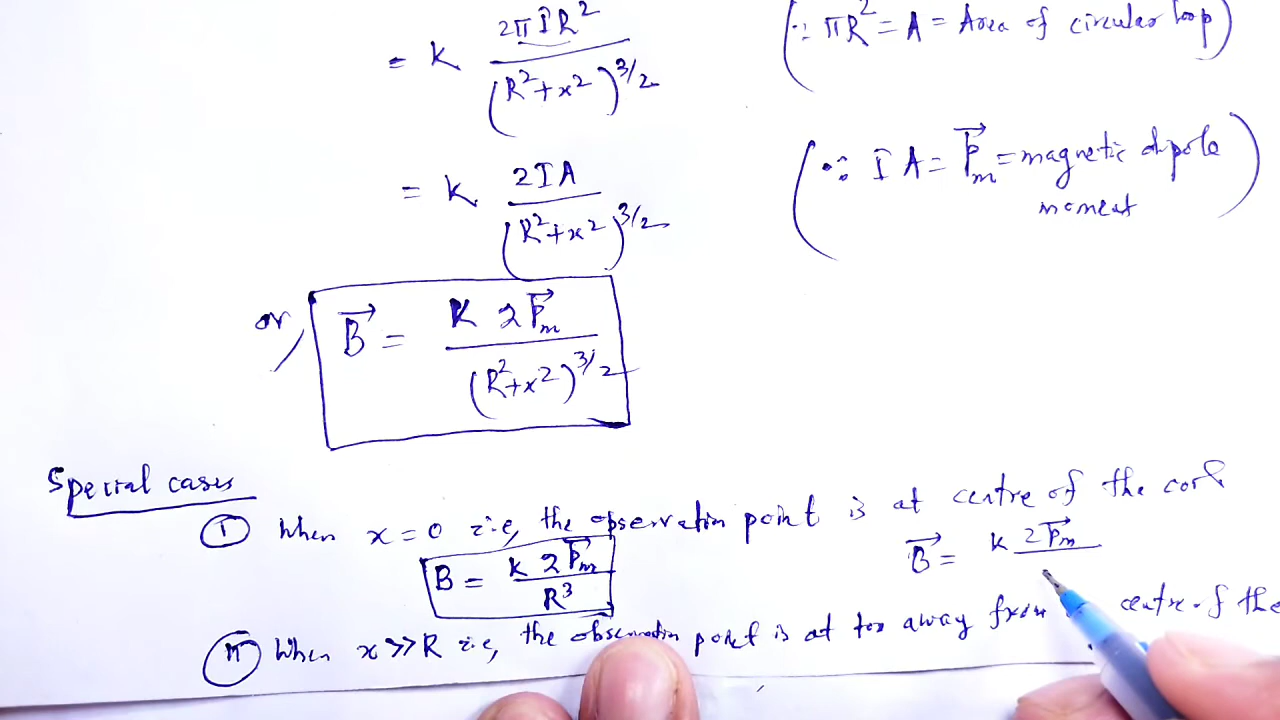 = K 2πIR² / (R²+x²)^3/2 (∵ πR² = A = Area of circular loop)
= K 2IA / (R²+x²)^3/2 (∵ IA = P⃗m = magnetic dipole moment)
or, B⃗ = K 2P⃗m / (R²+x²)^3/2
Special cases
(I) When x = 0 i.e, the observation point is at centre of the coil
B = K 2P⃗m / R³
B⃗ = K 2P⃗m
(II) When x >> R i.e, the observation point is at too away from centre of the